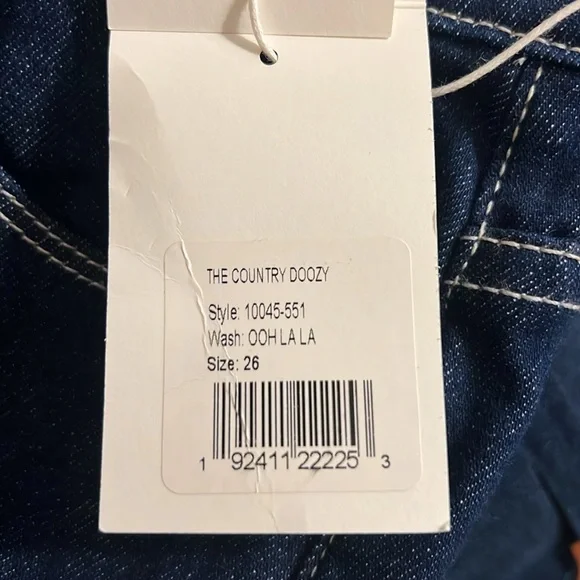 THE COUNTRY DOOZY
Style: 10045-551
Wash: OOH LA LA
Size: 26
1 92411 22225 3